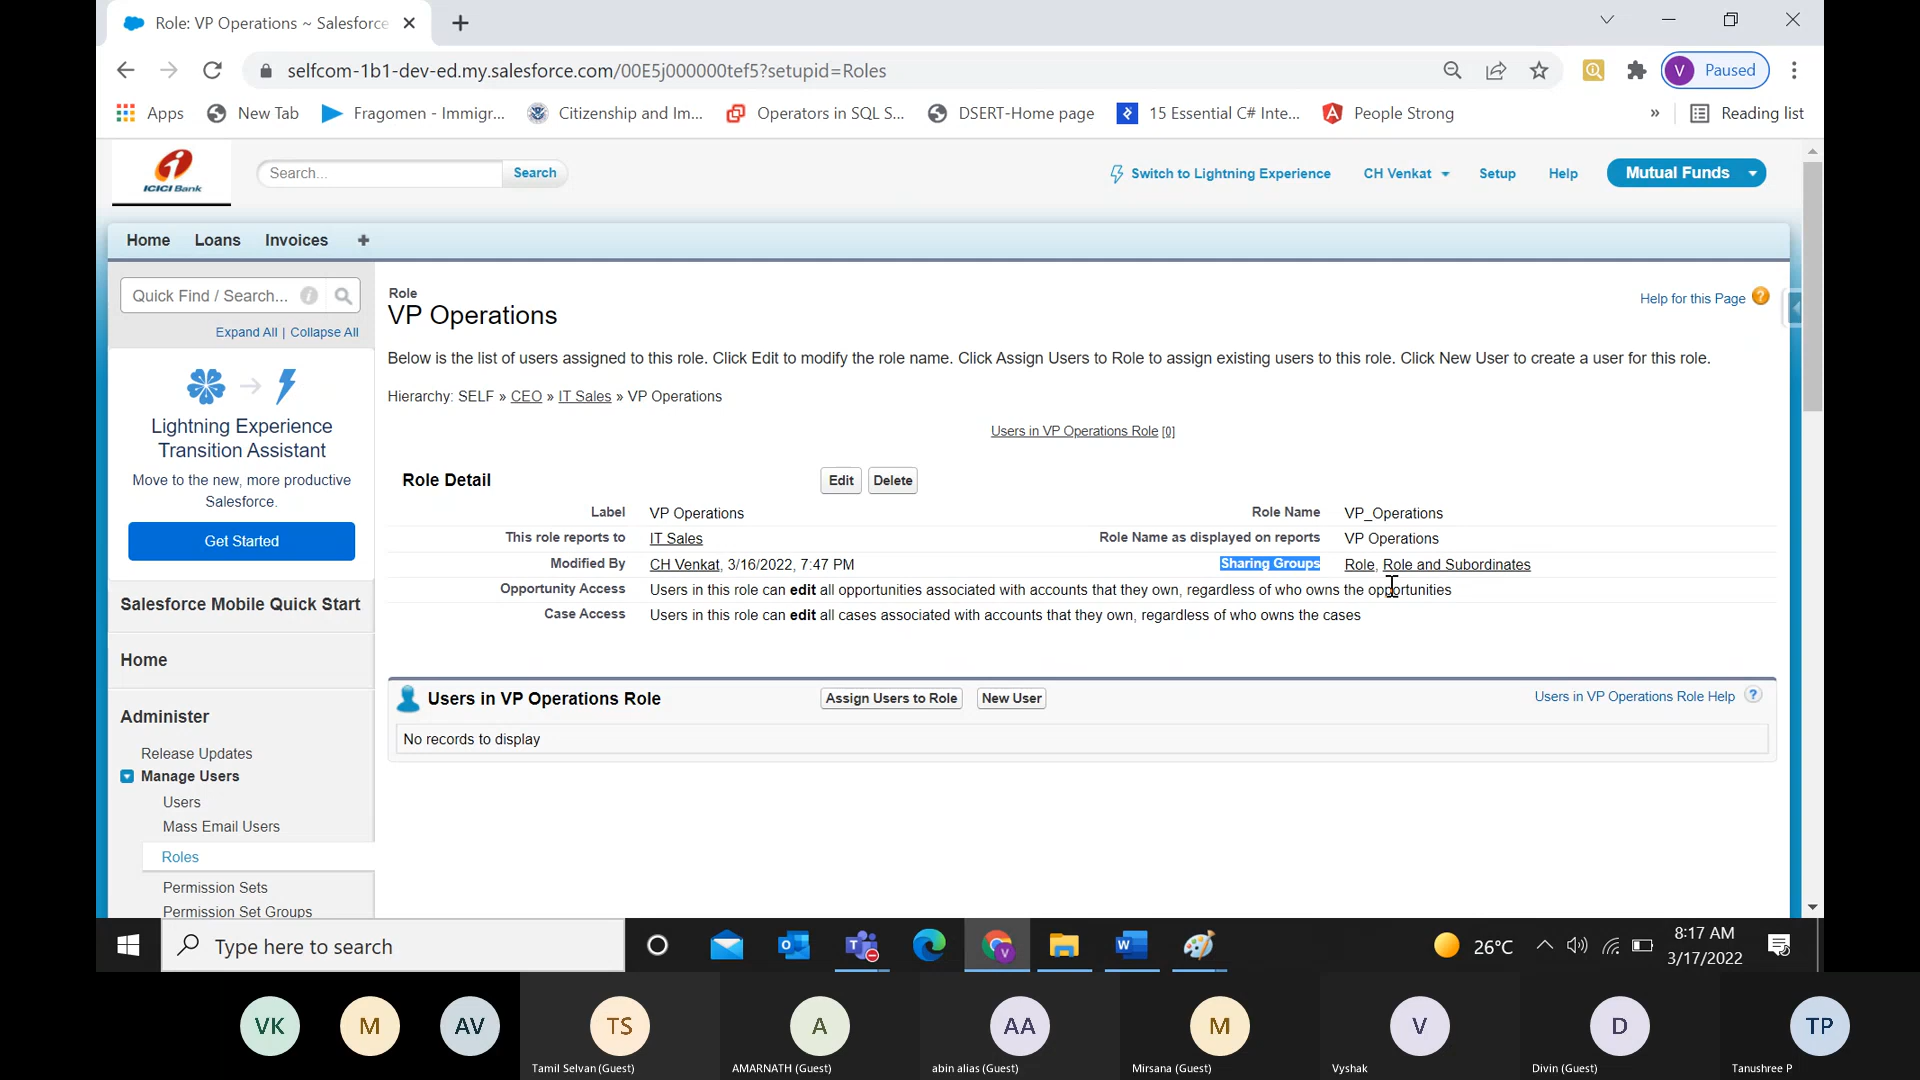 Role: VP Operations ~ Salesforce
selfcom-1b1-dev-ed.my.salesforce.com/00E5j000000tef5?setupid=Roles
V Paused
Apps New Tab Fragomen - Immigr... Citizenship and Im... Operators in SQL S... DSERT-Home page 15 Essential C# Inte... People Strong » Reading list
ICICI Bank
Search... Search
Switch to Lightning Experience CH Venkat Setup Help Mutual Funds
Home Loans Invoices +
Quick Find / Search...
Expand All | Collapse All
Lightning Experience
Transition Assistant
Move to the new, more productive
Salesforce.
Get Started
Salesforce Mobile Quick Start
Home
Administer
Release Updates
Manage Users
Users
Mass Email Users
Roles
Permission Sets
Permission Set Groups
Role
VP Operations
Help for this Page ?
Below is the list of users assigned to this role. Click Edit to modify the role name. Click Assign Users to Role to assign existing users to this role. Click New User to create a user for this role.
Hierarchy: SELF » CEO » IT Sales » VP Operations
Users in VP Operations Role [0]
Role Detail Edit Delete
Label VP Operations Role Name VP_Operations
This role reports to IT Sales Role Name as displayed on reports VP Operations
Modified By CH Venkat, 3/16/2022, 7:47 PM Sharing Groups Role, Role and Subordinates
Opportunity Access Users in this role can edit all opportunities associated with accounts that they own, regardless of who owns the opportunities
Case Access Users in this role can edit all cases associated with accounts that they own, regardless of who owns the cases
Users in VP Operations Role Assign Users to Role New User Users in VP Operations Role Help ?
No records to display
Type here to search
26°C
8:17 AM
3/17/2022
VK M AV TS A AA M V D TP
Tamil Selvan (Guest) AMARNATH (Guest) abin alias (Guest) Mirsana (Guest) Vyshak Divin (Guest) Tanushree P